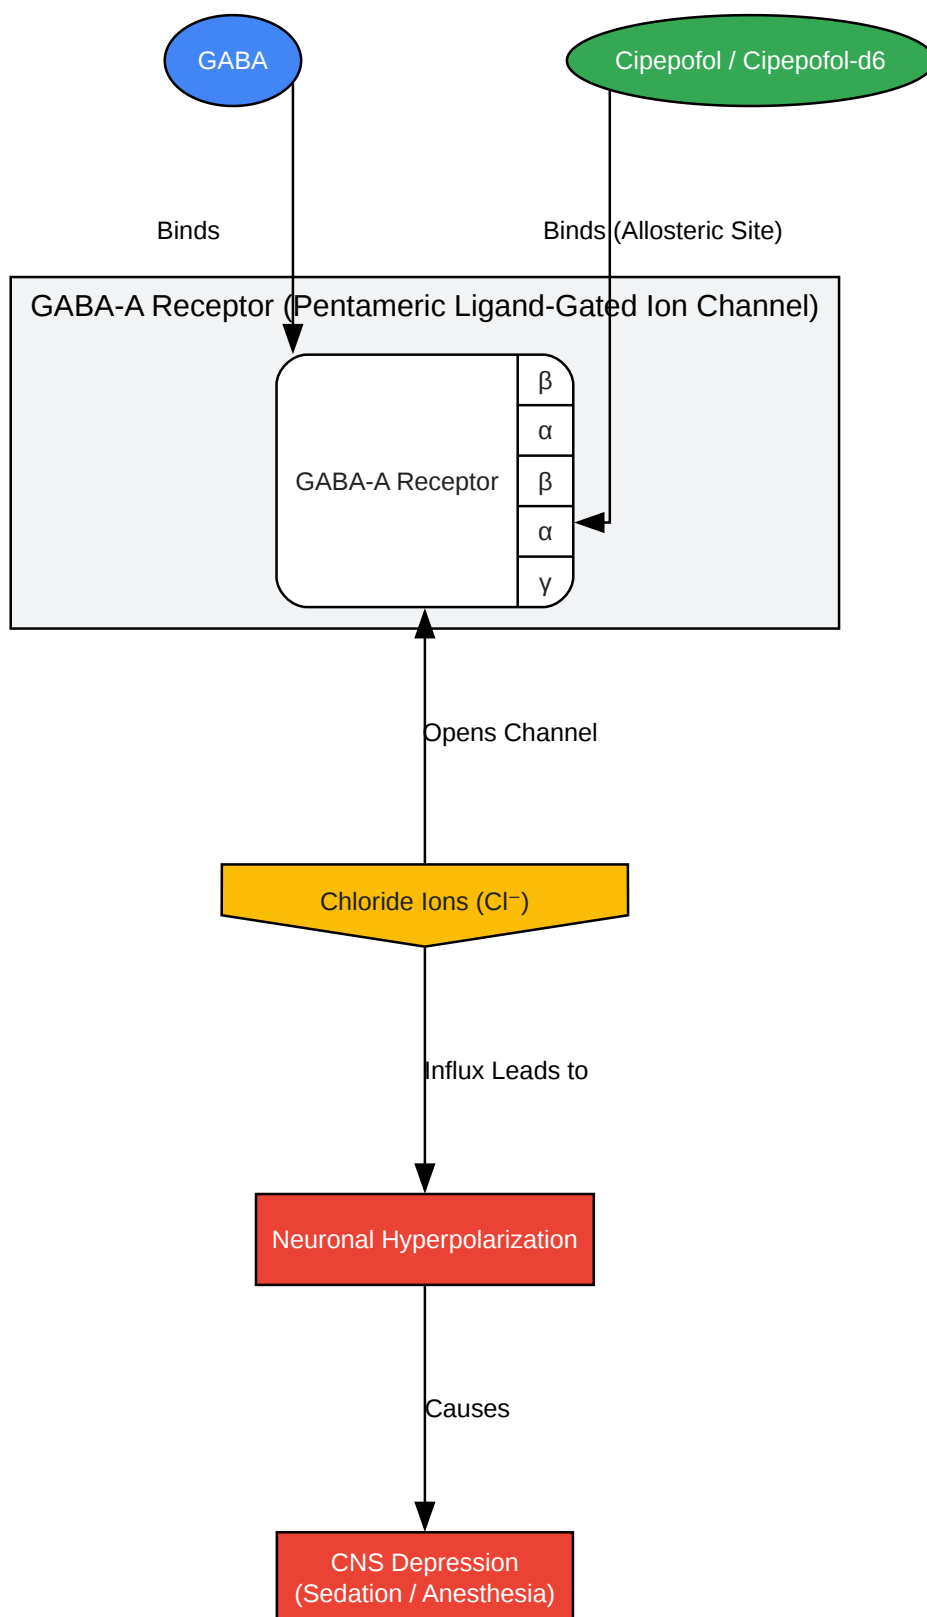 GABA
Cipepofol / Cipepofol-d6
Binds
Binds (Allosteric Site)
GABA-A Receptor (Pentameric Ligand-Gated Ion Channel)
GABA-A Receptor
β
α
β
α
γ
Opens Channel
Chloride Ions (Cl⁻)
Influx Leads to
Neuronal Hyperpolarization
Causes
CNS Depression
(Sedation / Anesthesia)